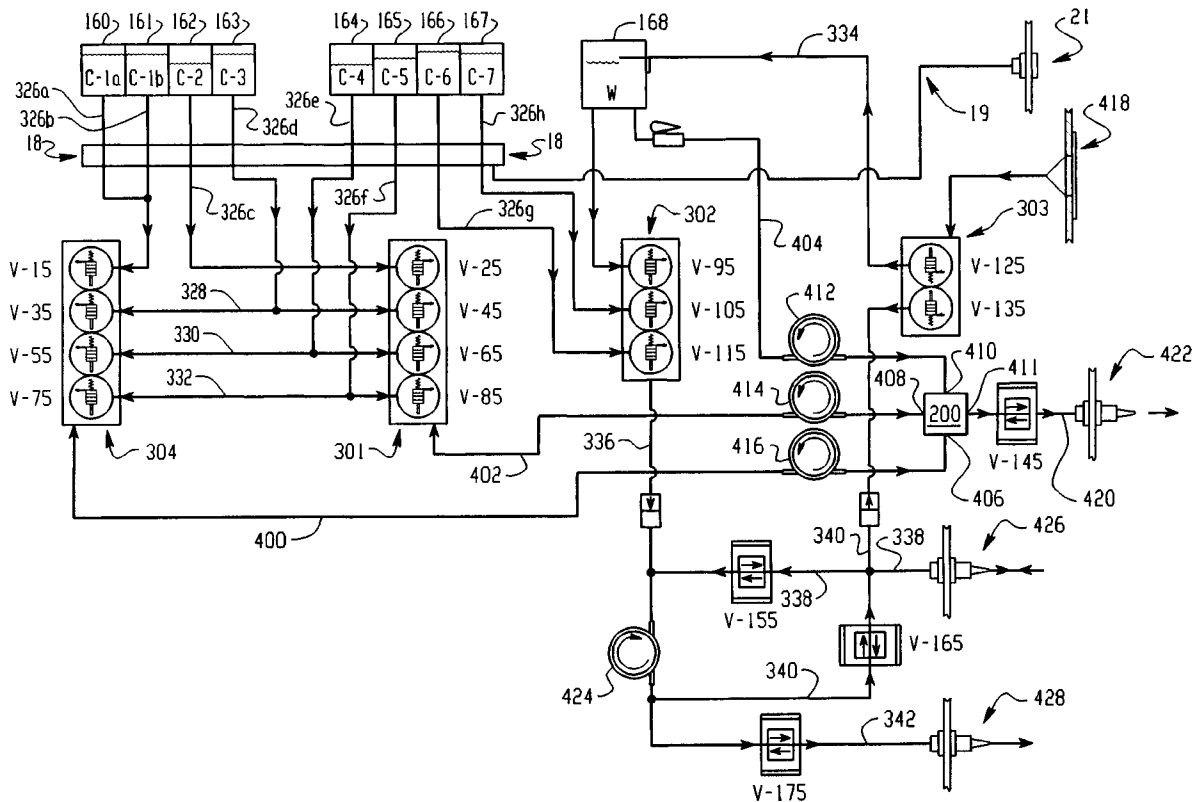 160 161 162 163 164 165 166 167 168 334 21
C-1a C-1b C-2 C-3 C-4 C-5 C-6 C-7 W
326a 326b 326d 326e 326h 19 418
18 18
326c 326f 326g 302 404 303
V-15 V-25 V-95 V-125
V-35 328 V-45 V-105 412 V-135
V-55 330 V-65 V-115 410 411 422
V-75 332 V-85 414 408 200
304 301 402 336 416 V-145
406 420
400 426
340 338
338
V-155 V-165
424 340
342 428
V-175